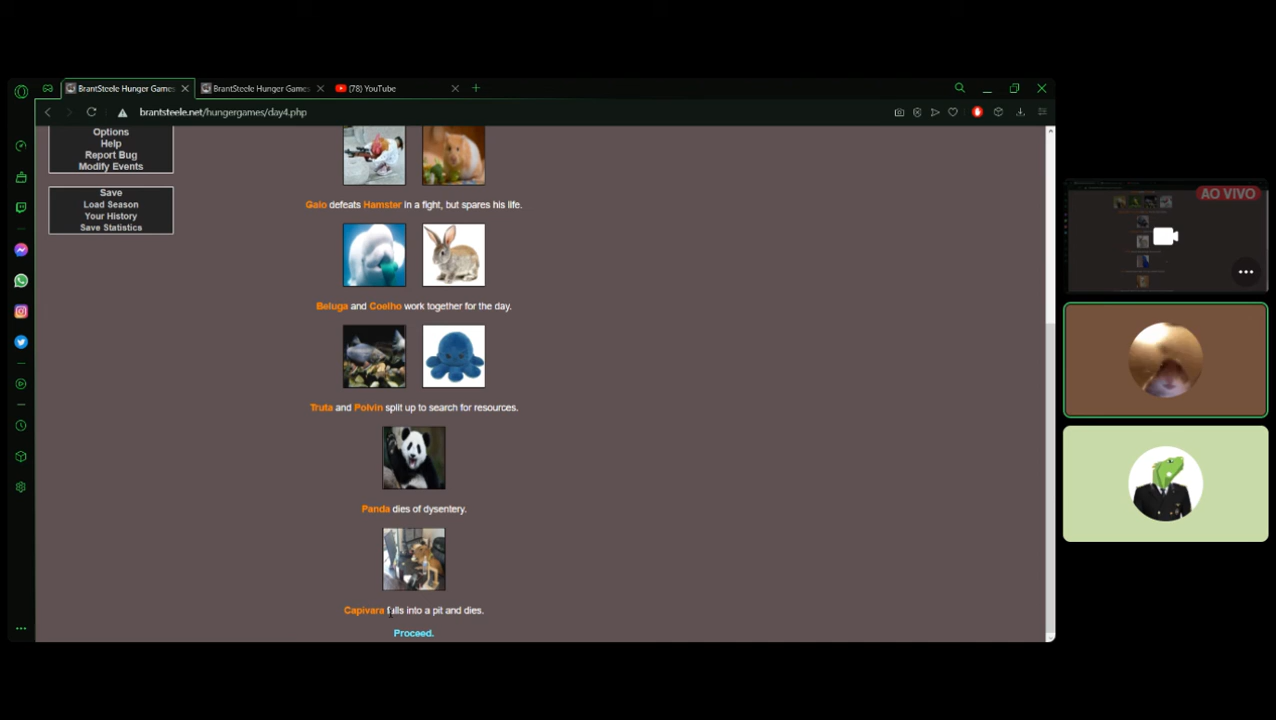 BrantSteele Hunger Games
BrantSteele Hunger Games
(78) YouTube
brantsteele.net/hungergames/day4.php
Options
Help
Report Bug
Modify Events
Save
Load Season
Your History
Save Statistics
Galo defeats Hamster in a fight, but spares his life.
Beluga and Coelho work together for the day.
Truta and Polvin split up to search for resources.
Panda dies of dysentery.
Capivara falls into a pit and dies.
Proceed.
AO VIVO